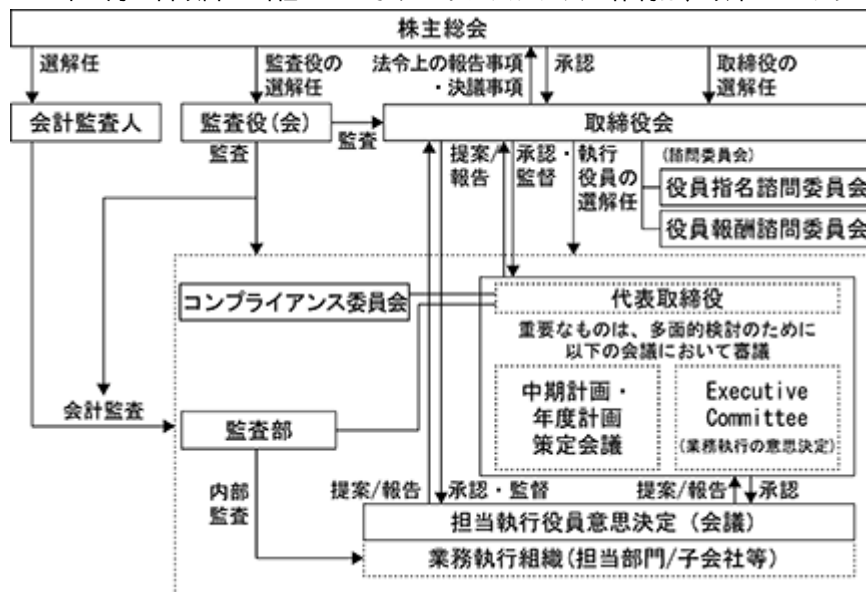 株主総会
選解任
監査役の
選解任
法令上の報告事項
・決議事項
承認
取締役の
選解任
会計監査人
監査役(会)
監査
取締役会
監査
提案/
報告
承認・
監督
執行
役員の
選解任
(諮問委員会)
役員指名諮問委員会
役員報酬諮問委員会
コンプライアンス委員会
代表取締役
重要なものは、多面的検討のために
以下の会議において審議
中期計画・
年度計画
策定会議
Executive
Committee
(業務執行の意思決定)
会計監査
監査部
内部
監査
提案/報告
承認・監督
提案/報告
承認
担当執行役員意思決定(会議)
業務執行組織(担当部門/子会社等)